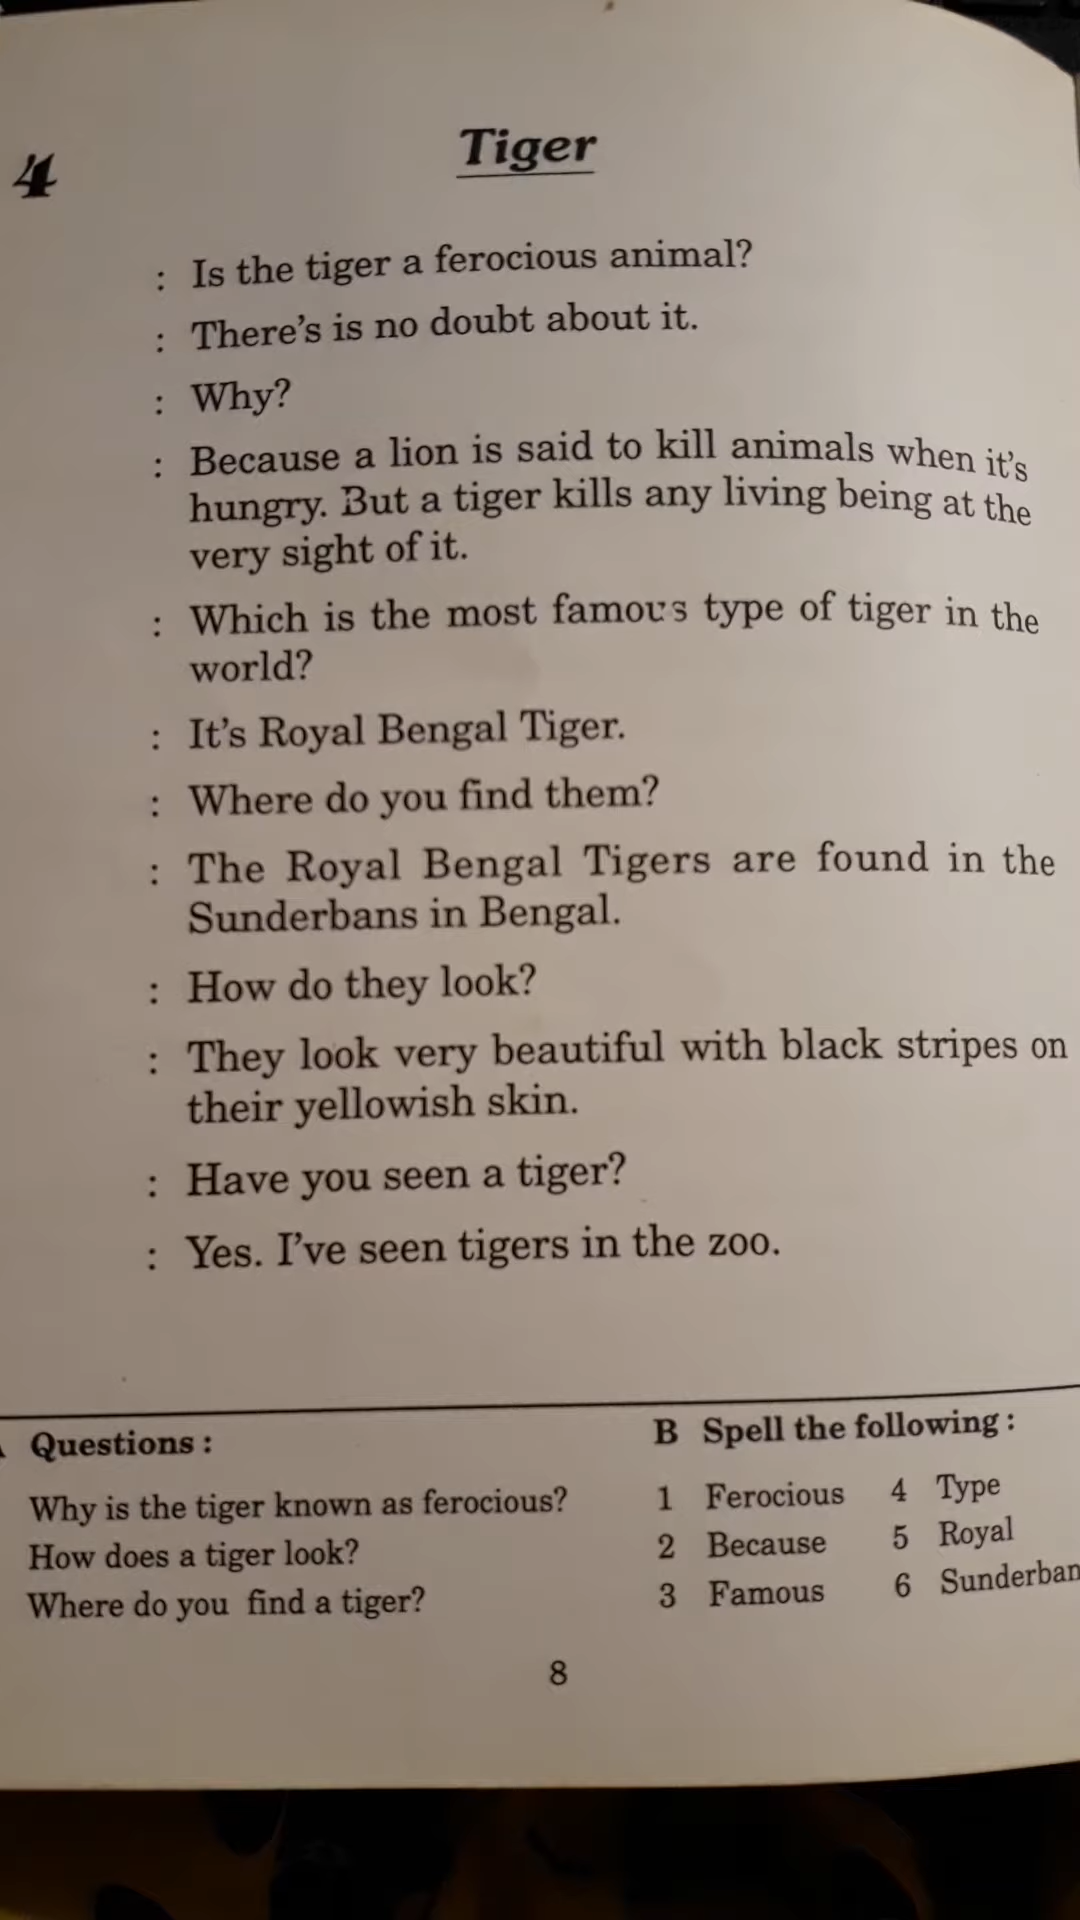 4
Tiger
: Is the tiger a ferocious animal?
: There's is no doubt about it.
: Why?
: Because a lion is said to kill animals when it's
hungry. But a tiger kills any living being at the
very sight of it.
: Which is the most famous type of tiger in the
world?
: It's Royal Bengal Tiger.
: Where do you find them?
: The Royal Bengal Tigers are found in the
Sunderbans in Bengal.
: How do they look?
: They look very beautiful with black stripes on
their yellowish skin.
: Have you seen a tiger?
: Yes. I've seen tigers in the zoo.
Questions :
Why is the tiger known as ferocious?
How does a tiger look?
Where do you find a tiger?
B Spell the following :
1 Ferocious 4 Type
2 Because 5 Royal
3 Famous 6 Sunderban
8